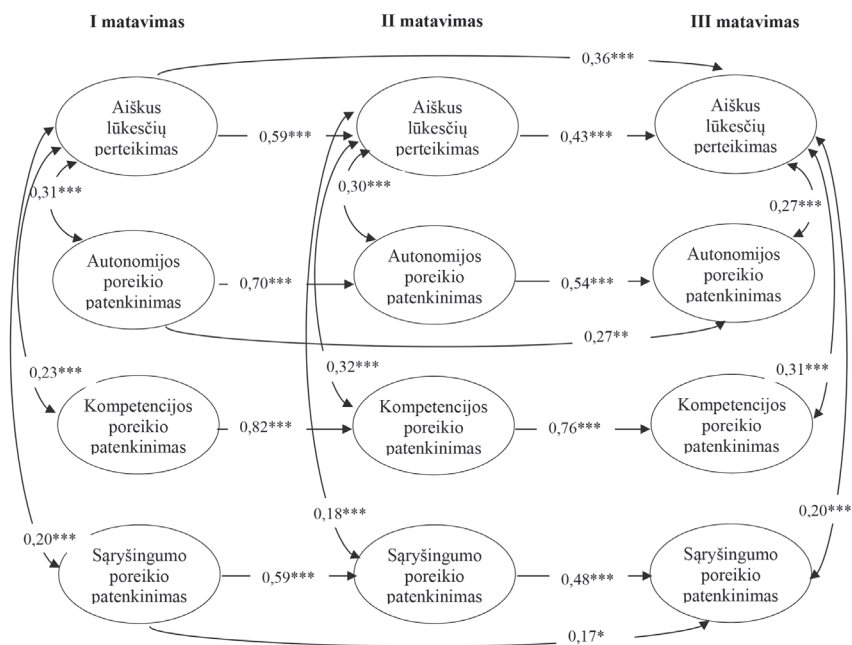 I matavimas
II matavimas
III matavimas
0,36***
Aiškus
lūkesčių
perteikimas
0,59***
Aiškus
lūkesčių
perteikimas
0,43***
Aiškus
lūkesčių
perteikimas
0,31***
0,30***
0,27***
Autonomijos
poreikio
patenkinimas
0,70***
Autonomijos
poreikio
patenkinimas
0,54***
Autonomijos
poreikio
patenkinimas
0,27**
0,23***
0,32***
0,31***
Kompetencijos
poreikio
patenkinimas
0,82***
Kompetencijos
poreikio
patenkinimas
0,76***
Kompetencijos
poreikio
patenkinimas
0,20***
0,18***
0,20***
Sąryšingumo
poreikio
patenkinimas
0,59***
Sąryšingumo
poreikio
patenkinimas
0,48***
Sąryšingumo
poreikio
patenkinimas
0,17*